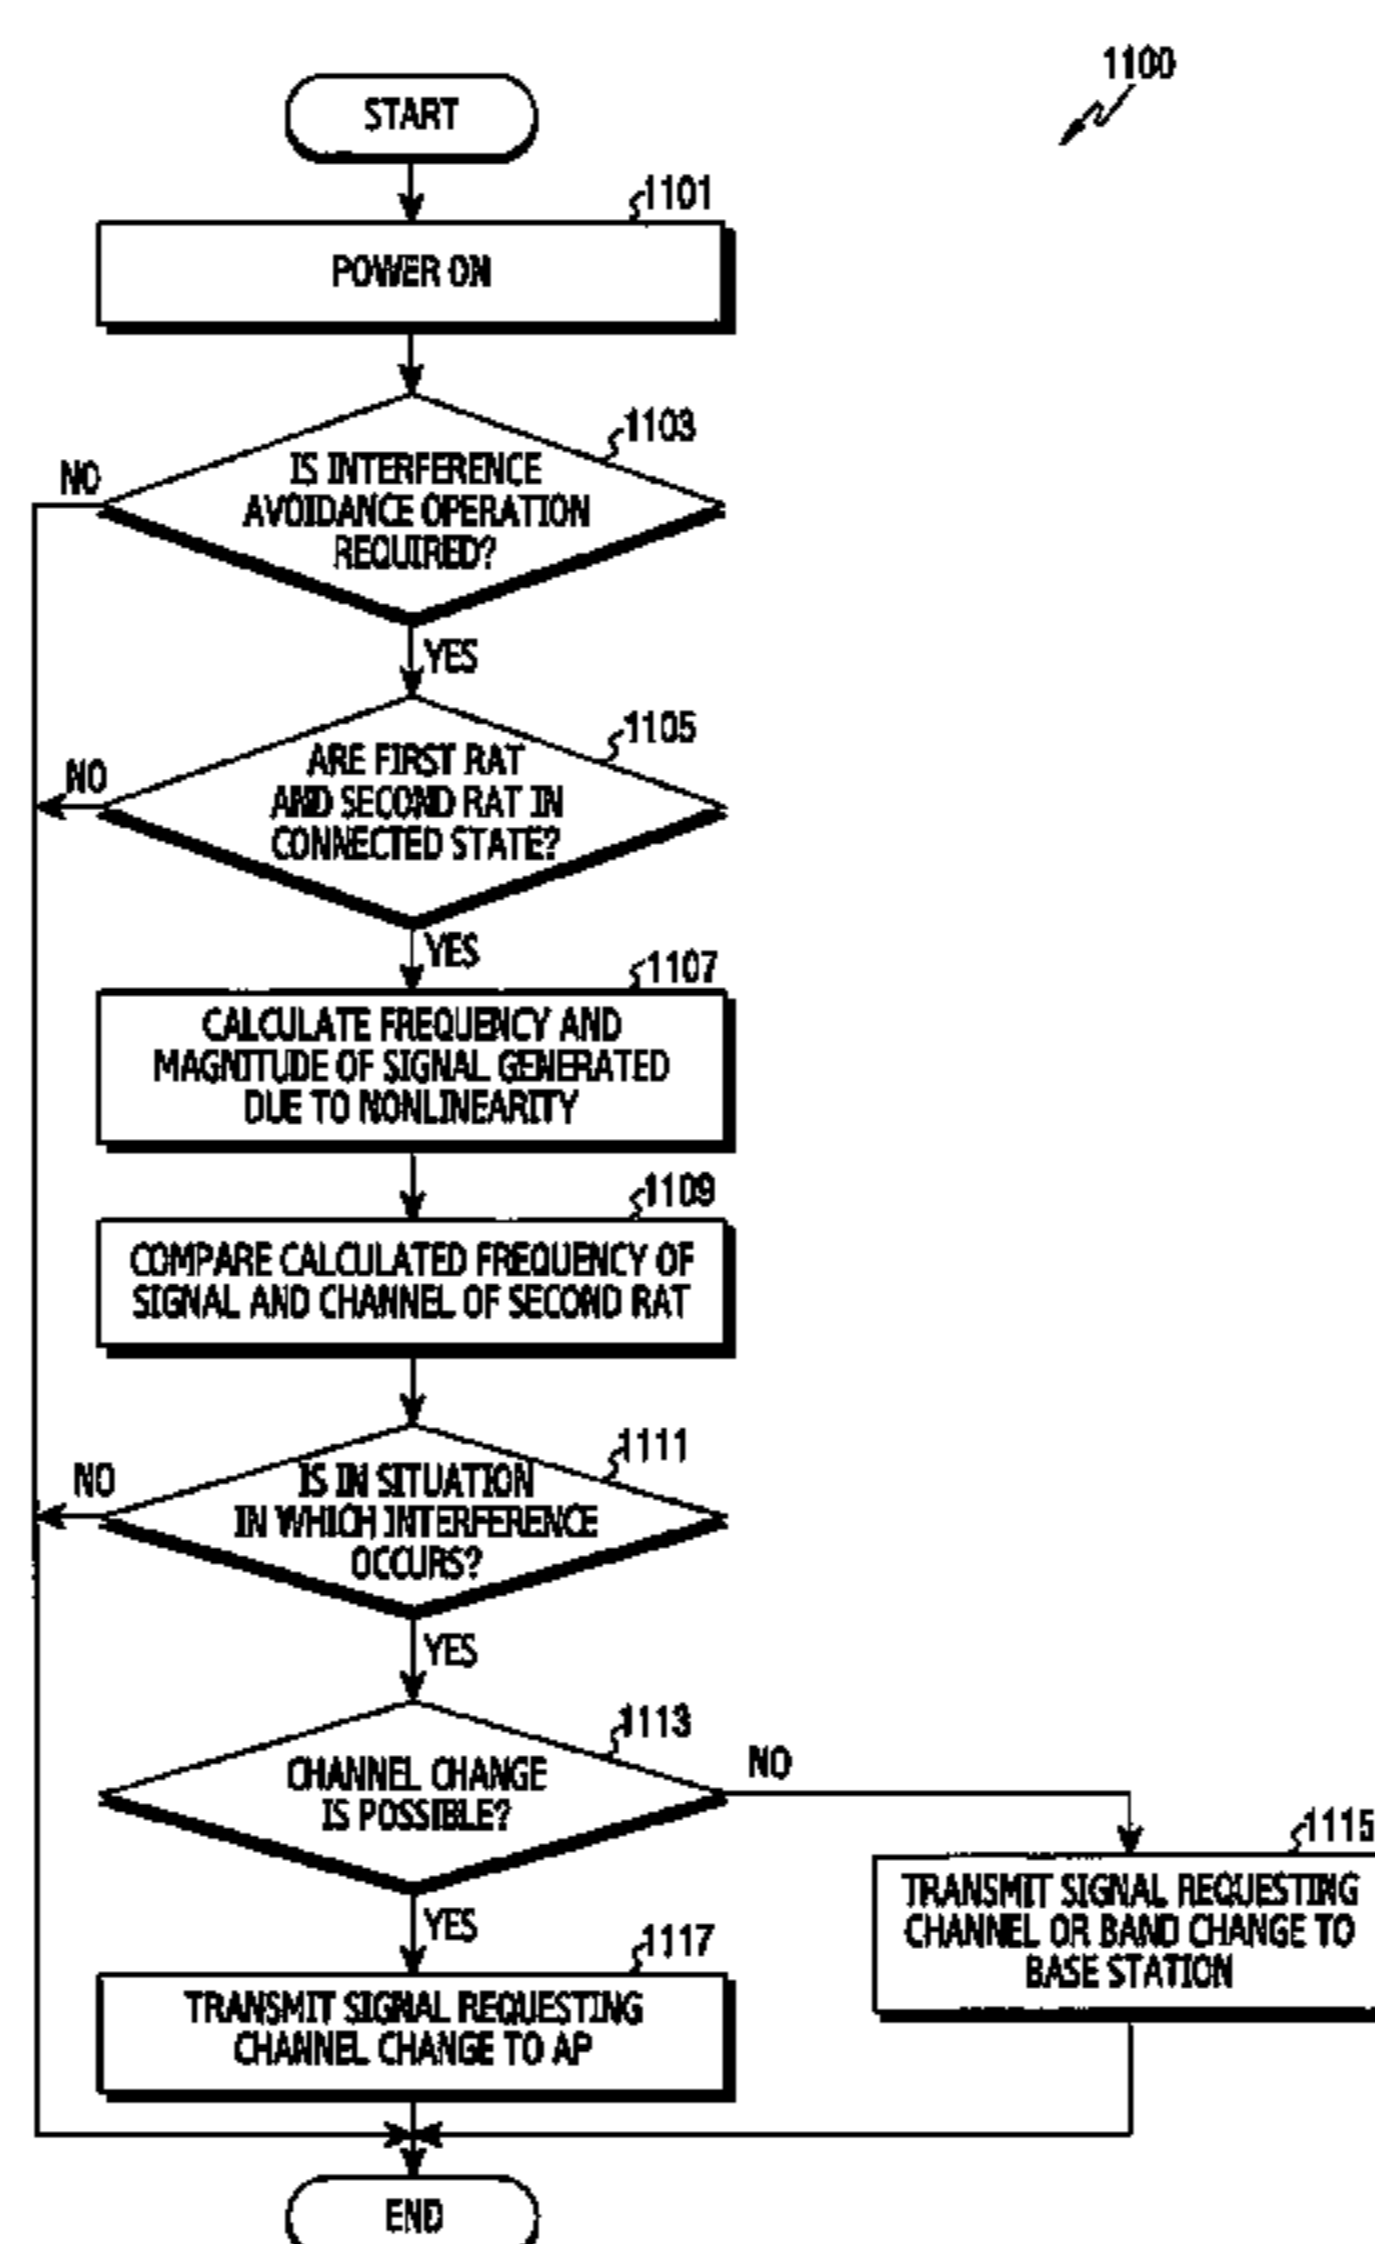 1100
START
1101
POWER ON
1103
IS INTERFERENCE
AVOIDANCE OPERATION
REQUIRED?
NO
YES
1105
ARE FIRST RAT
AND SECOND RAT IN
CONNECTED STATE?
NO
YES
1107
CALCULATE FREQUENCY AND
MAGNITUDE OF SIGNAL GENERATED
DUE TO NONLINEARITY
1109
COMPARE CALCULATED FREQUENCY OF
SIGNAL AND CHANNEL OF SECOND RAT
1111
IS IN SITUATION
IN WHICH INTERFERENCE
OCCURS?
NO
YES
1113
CHANNEL CHANGE
IS POSSIBLE?
NO
YES
1115
TRANSMIT SIGNAL REQUESTING
CHANNEL OR BAND CHANGE TO
BASE STATION
1117
TRANSMIT SIGNAL REQUESTING
CHANNEL CHANGE TO AP
END